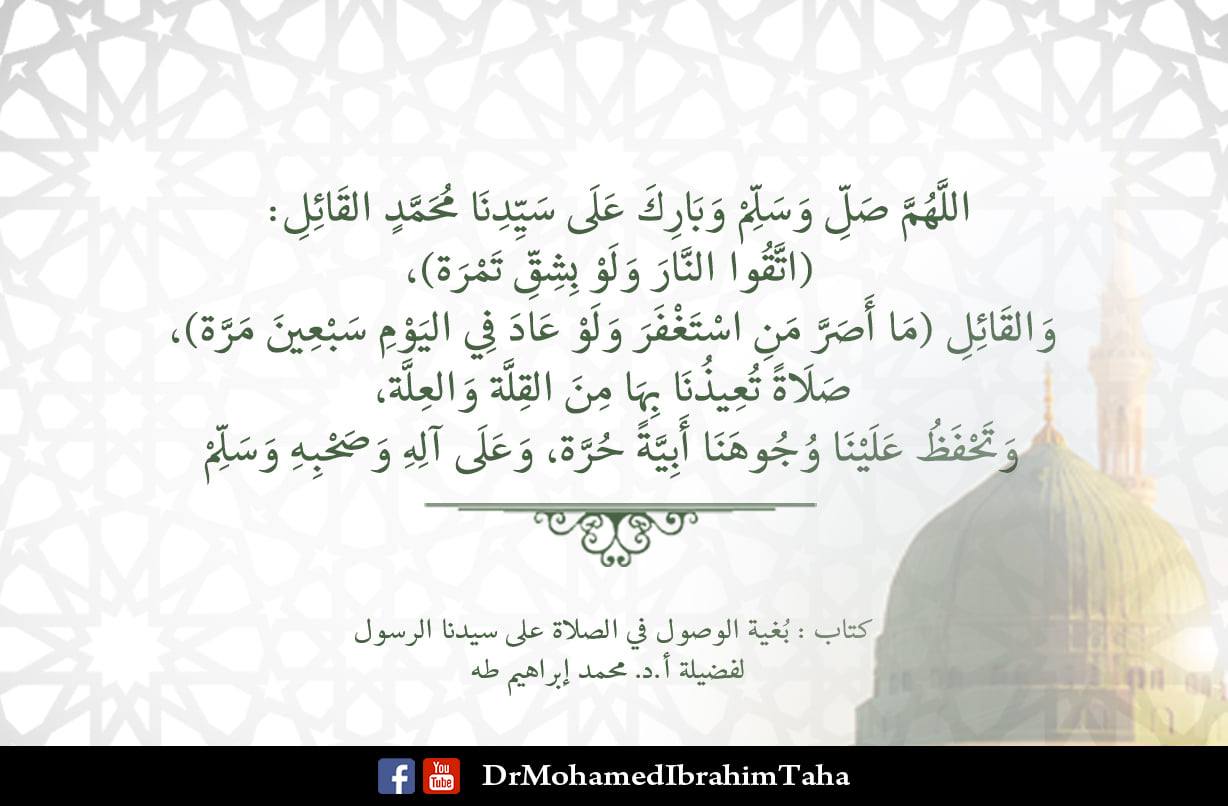 اللَّهُمَّ صَلِّ وَسَلِّمْ وَبَارِكَ عَلَى سَيِّدِنَا مُحَمَّدٍ القَائِلِ :
(اتَّقُوا النَّارَ وَلَوْ بِشِقِّ تَمْرَة)،
وَالقَائِلِ (مَا أَصَرَّ مَنِ اسْتَغْفَرَ وَلَوْ عَادَ فِي اليَوْمِ سَبْعِينَ مَرَّة)،
صَلَاةً تُعِيذُنَا بِهَا مِنَ القِلَّة وَالعِلَّة،
وَتَحْفَظُ عَلَيْنَا وُجُوهَنَا أَبِيَّةً حُرَّة، وَعَلَى آلِهِ وَصَحْبِهِ وَسَلِّمْ
كتاب : بُغية الوصول في الصلاة على سيدنا الرسول
لفضيلة أ.د. محمد إبراهيم طه
f You Tube DrMohamedIbrahimTaha